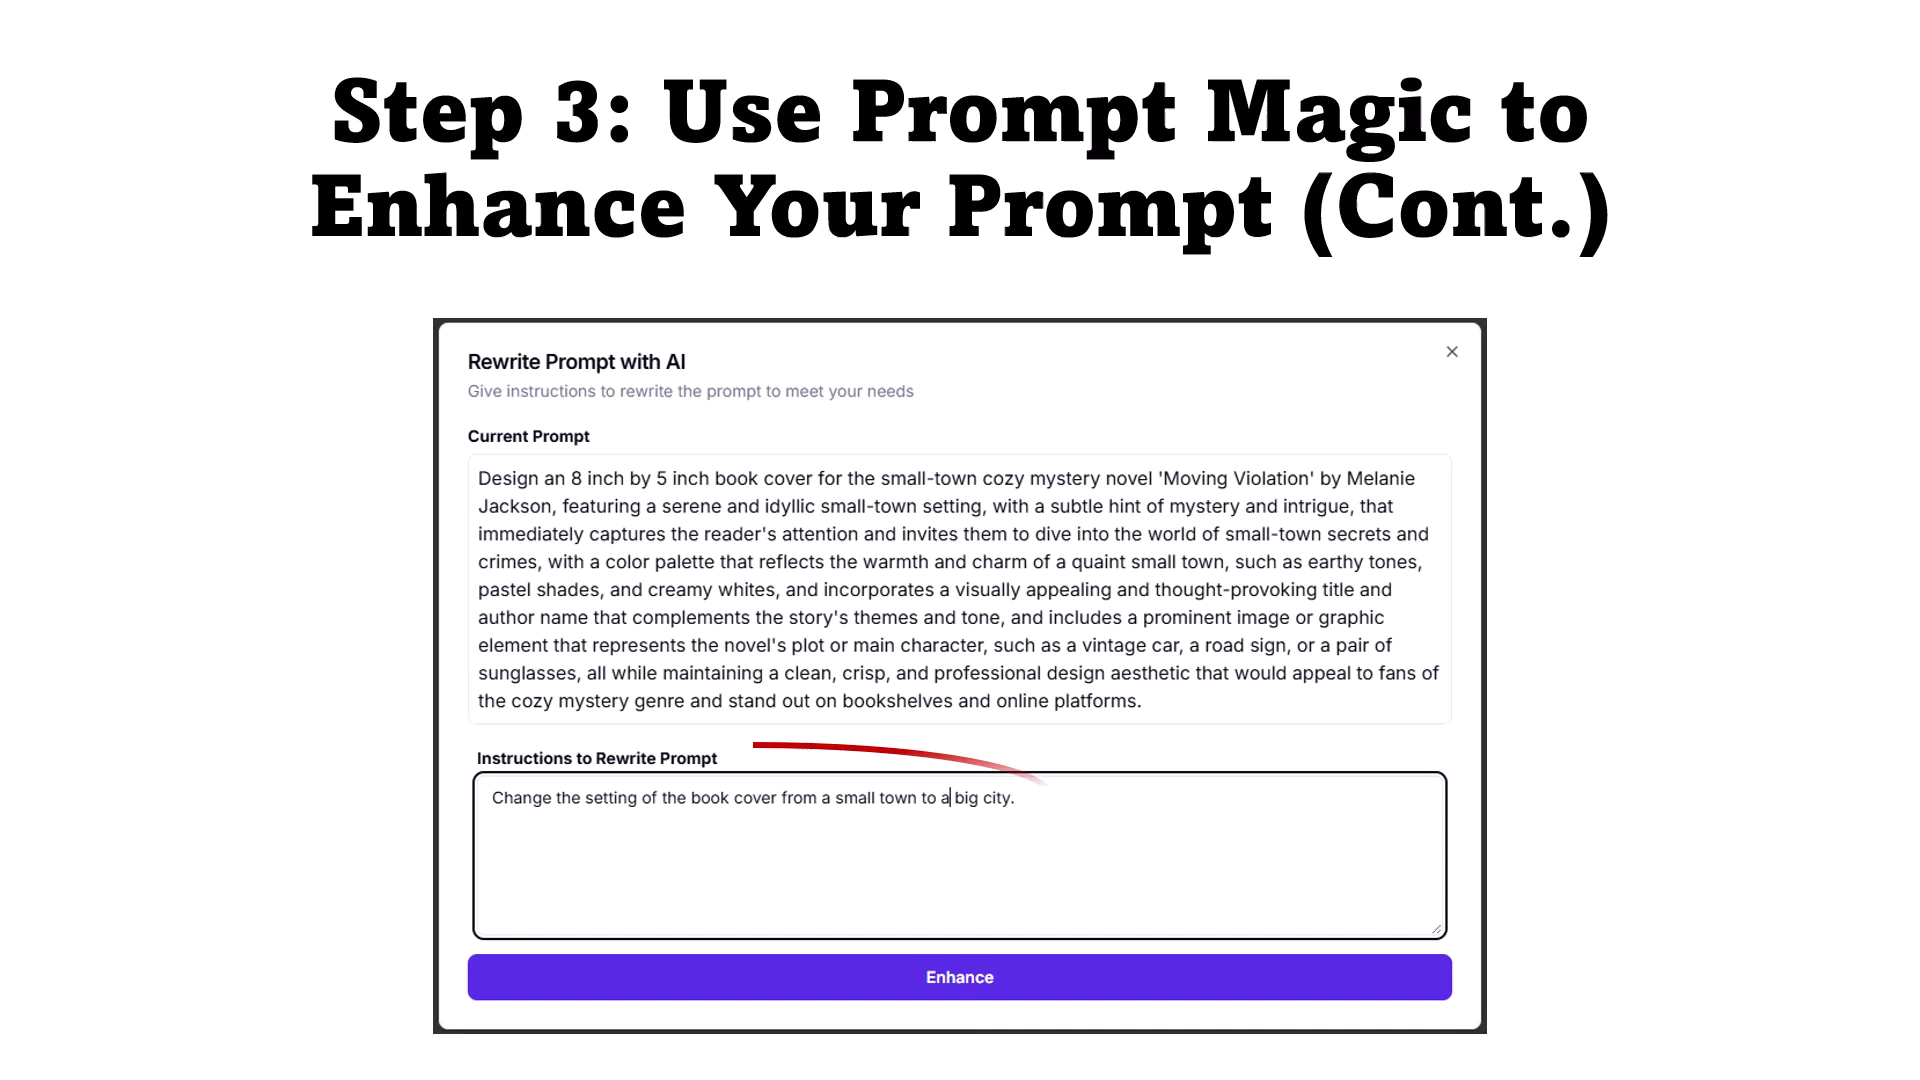 Step 3: Use Prompt Magic to
Enhance Your Prompt (Cont.)
Rewrite Prompt with AI
Give instructions to rewrite the prompt to meet your needs
Current Prompt
Design an 8 inch by 5 inch book cover for the small-town cozy mystery novel 'Moving Violation' by Melanie
Jackson, featuring a serene and idyllic small-town setting, with a subtle hint of mystery and intrigue, that
immediately captures the reader's attention and invites them to dive into the world of small-town secrets and
crimes, with a color palette that reflects the warmth and charm of a quaint small town, such as earthy tones,
pastel shades, and creamy whites, and incorporates a visually appealing and thought-provoking title and
author name that complements the story's themes and tone, and includes a prominent image or graphic
element that represents the novel's plot or main character, such as a vintage car, a road sign, or a pair of
sunglasses, all while maintaining a clean, crisp, and professional design aesthetic that would appeal to fans of
the cozy mystery genre and stand out on bookshelves and online platforms.
Instructions to Rewrite Prompt
Change the setting of the book cover from a small town to a big city.
Enhance